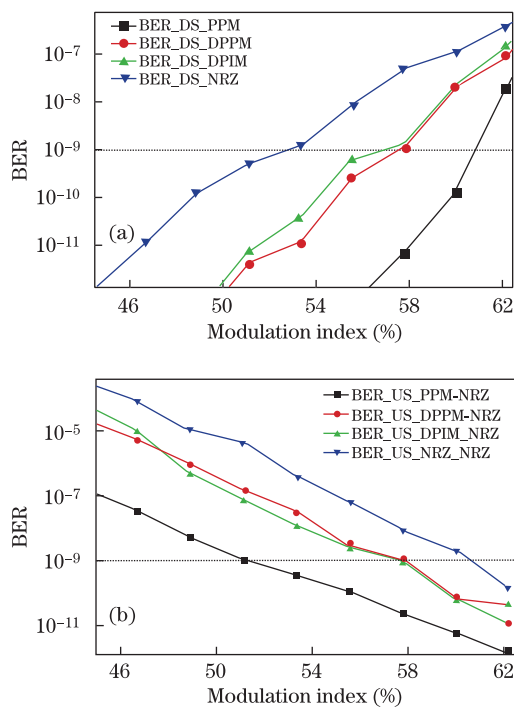 BER_DS_PPM
BER_DS_DPPM
BER_DS_DPIM
BER_DS_NRZ
10⁻⁷
10⁻⁸
10⁻⁹
10⁻¹⁰
10⁻¹¹
BER
(a)
46 50 54 58 62
Modulation index (%)
BER_US_PPM-NRZ
BER_US_DPPM-NRZ
BER_US_DPIM_NRZ
BER_US_NRZ_NRZ
10⁻⁵
10⁻⁷
10⁻⁹
10⁻¹¹
BER
(b)
46 50 54 58 62
Modulation index (%)